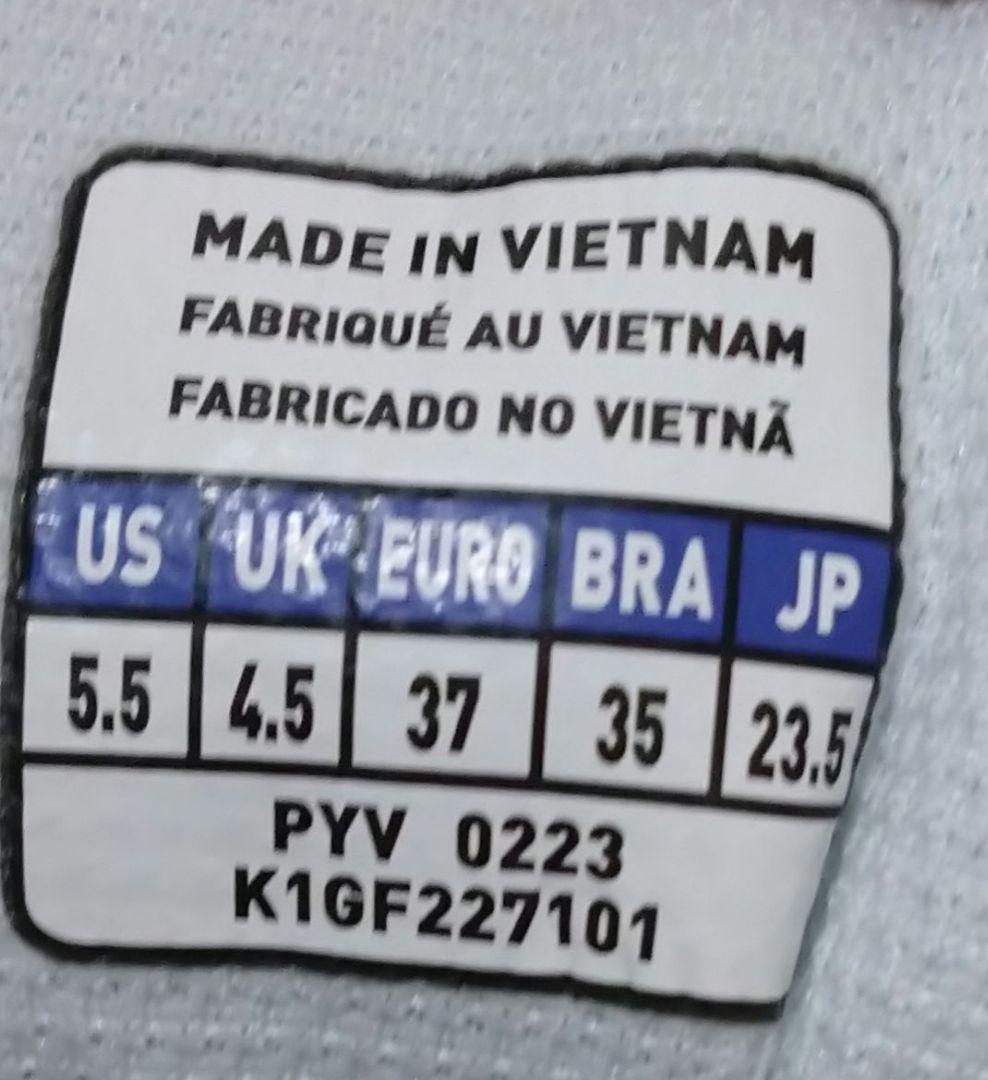 MADE IN VIETNAM
FABRIQUÉ AU VIETNAM
FABRICADO NO VIETNÃ
US UK EURO BRA JP
5.5 4.5 37 35 23.5
PYV 0223
K1GF227101